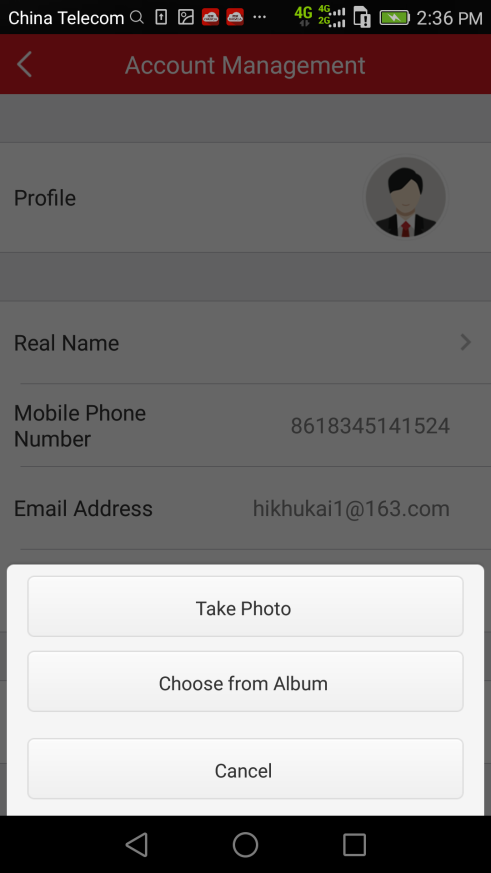 China Telecom 4G 4G 2G 2:36 PM
Account Management
Profile
Real Name
Mobile Phone
Number
8618345141524
Email Address hikhukai1@163.com
Take Photo
Choose from Album
Cancel